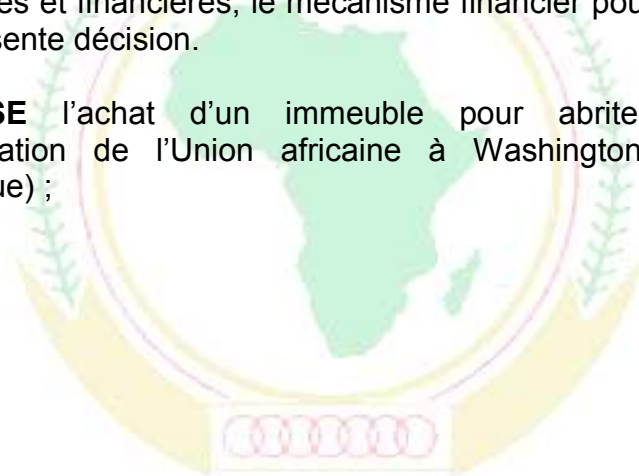 es et financières, le mécanisme financier pou
sente décision.
SE l’achat d’un immeuble pour abrite
ation de l’Union africaine à Washington
ue) ;